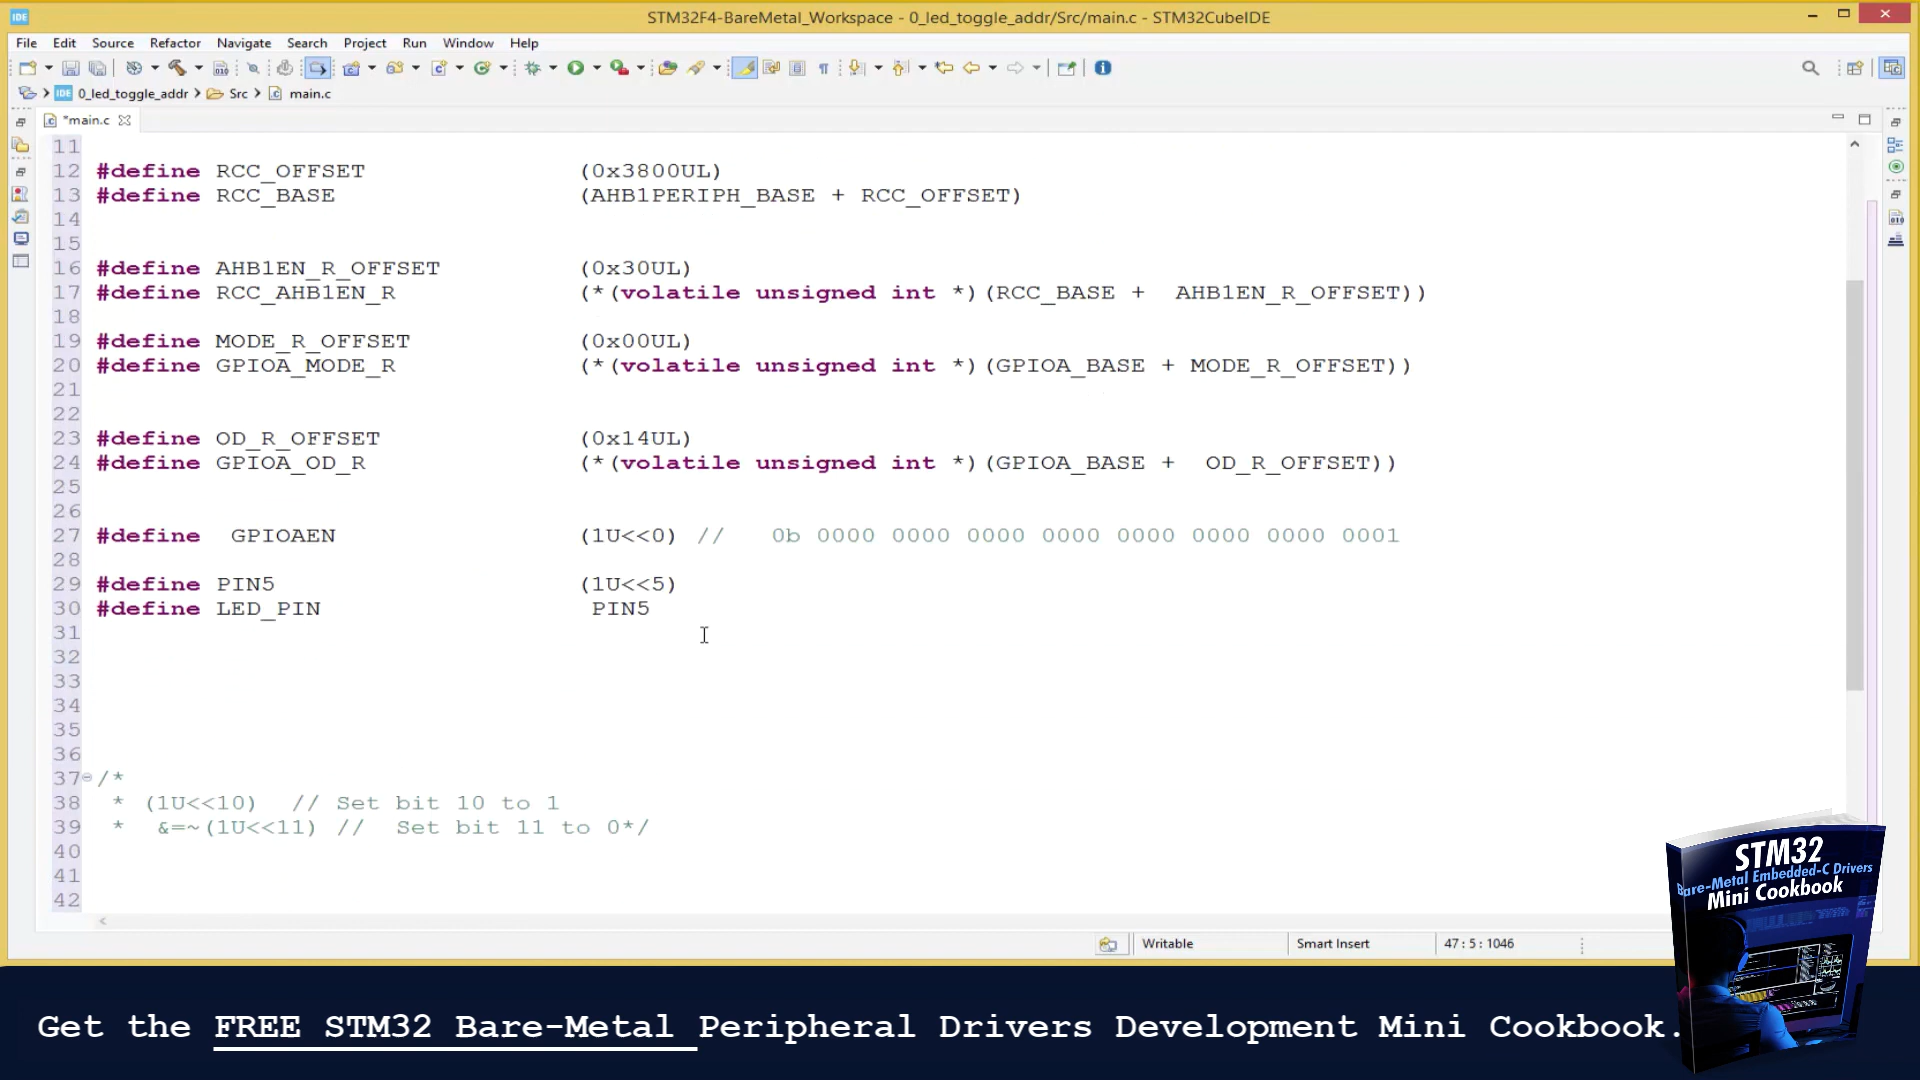 IDE
STM32F4-BareMetal_Workspace - 0_led_toggle_addr/Src/main.c - STM32CubeIDE
File Edit Source Refactor Navigate Search Project Run Window Help
IDE 0_led_toggle_addr Src main.c
*main.c
11
12 #define RCC_OFFSET (0x3800UL)
13 #define RCC_BASE (AHB1PERIPH_BASE + RCC_OFFSET)
14
15
16 #define AHB1EN_R_OFFSET (0x30UL)
17 #define RCC_AHB1EN_R (*(volatile unsigned int *)(RCC_BASE + AHB1EN_R_OFFSET))
18
19 #define MODE_R_OFFSET (0x00UL)
20 #define GPIOA_MODE_R (*(volatile unsigned int *)(GPIOA_BASE + MODE_R_OFFSET))
21
22
23 #define OD_R_OFFSET (0x14UL)
24 #define GPIOA_OD_R (*(volatile unsigned int *)(GPIOA_BASE + OD_R_OFFSET))
25
26
27 #define GPIOAEN (1U<<0) // 0b 0000 0000 0000 0000 0000 0000 0000 0001
28
29 #define PIN5 (1U<<5)
30 #define LED_PIN PIN5
31
32
33
34
35
36
37 /*
38 * (1U<<10) // Set bit 10 to 1
39 * &=~(1U<<11) // Set bit 11 to 0*/
40
41
42
Writable Smart Insert 47 : 5 : 1046
STM32
Bare-Metal Embedded-C Drivers
Mini Cookbook
Get the FREE STM32 Bare-Metal Peripheral Drivers Development Mini Cookbook.